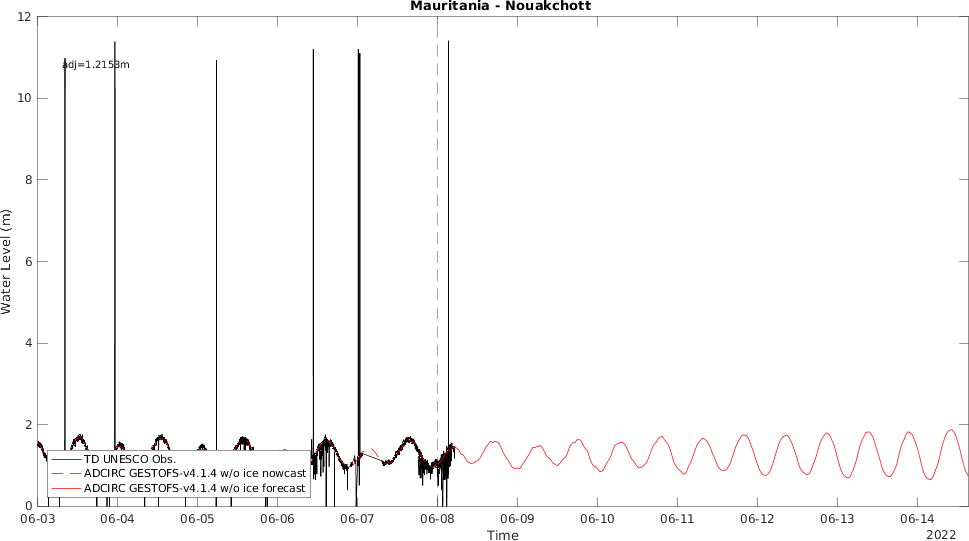 Mauritania - Nouakchott
12
10
8
6
4
2
0
Water Level (m)
adj=1.2153m
TD UNESCO Obs.
ADCIRC GESTOFS-v4.1.4 w/o ice nowcast
ADCIRC GESTOFS-v4.1.4 w/o ice forecast
06-03 06-04 06-05 06-06 06-07 06-08 06-09 06-10 06-11 06-12 06-13 06-14
Time
2022